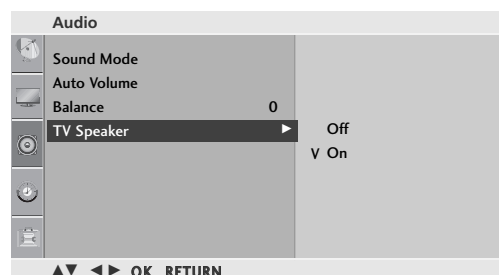 Audio
Sound Mode
Auto Volume
Balance 0
TV Speaker ►
Off
V On
▲▼ ◄► OK RETURN